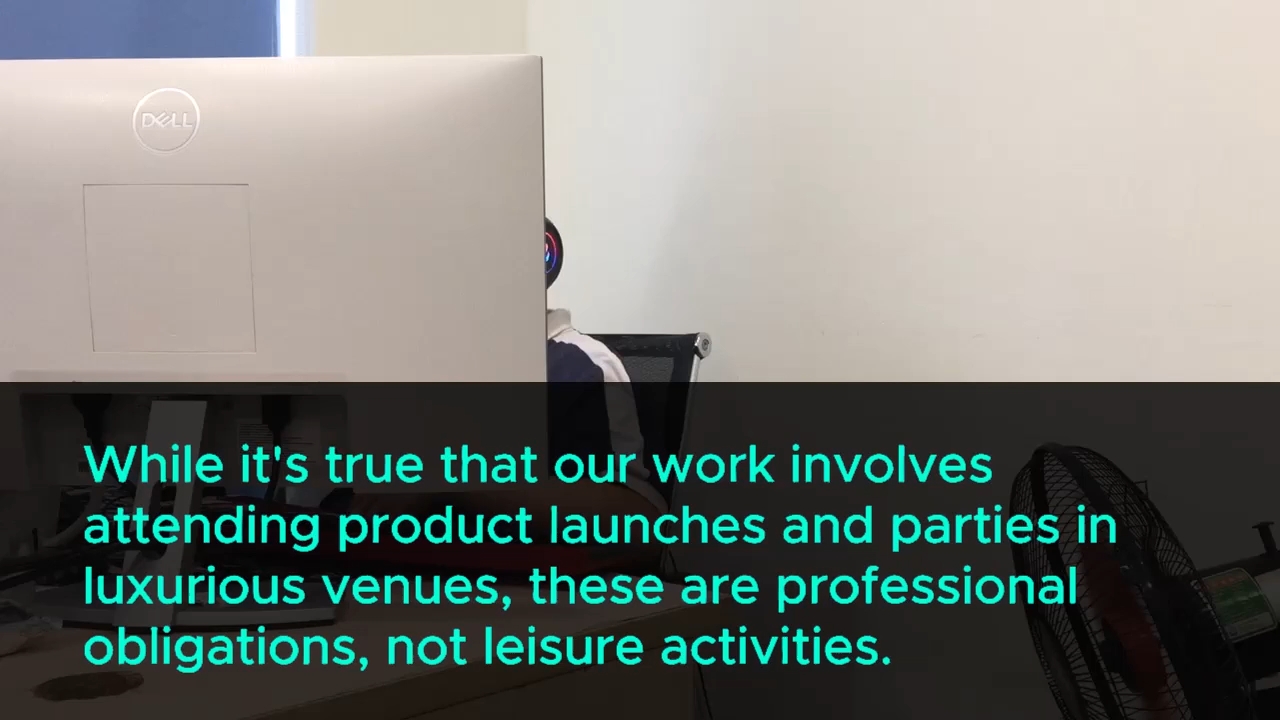 DELL
While it's true that our work involves
attending product launches and parties in
luxurious venues, these are professional
obligations, not leisure activities.